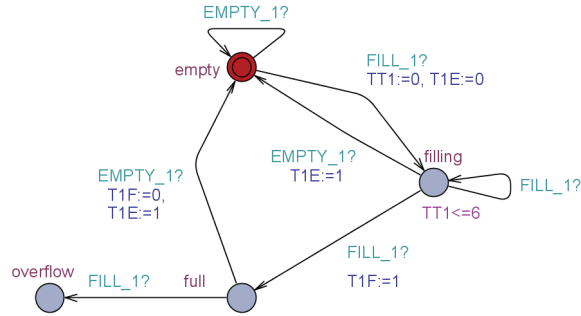 EMPTY_1?
empty
FILL_1?
TT1:=0, T1E:=0
EMPTY_1?
T1E:=1
filling
FILL_1?
TT1<=6
EMPTY_1?
T1F:=0,
T1E:=1
FILL_1?
T1F:=1
overflow
FILL_1?
full